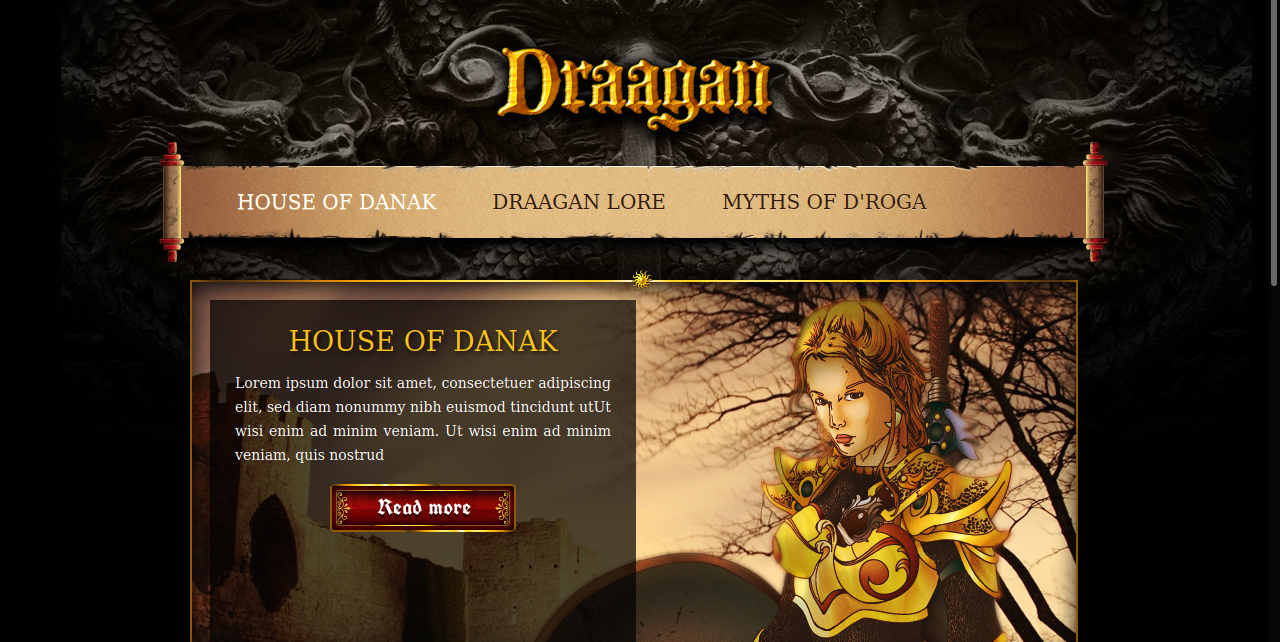 Draagan
HOUSE OF DANAK
DRAAGAN LORE
MYTHS OF D'ROGA
HOUSE OF DANAK
Lorem ipsum dolor sit amet, consectetuer adipiscing
elit, sed diam nonummy nibh euismod tincidunt utUt
wisi enim ad minim veniam. Ut wisi enim ad minim
veniam, quis nostrud
Read more